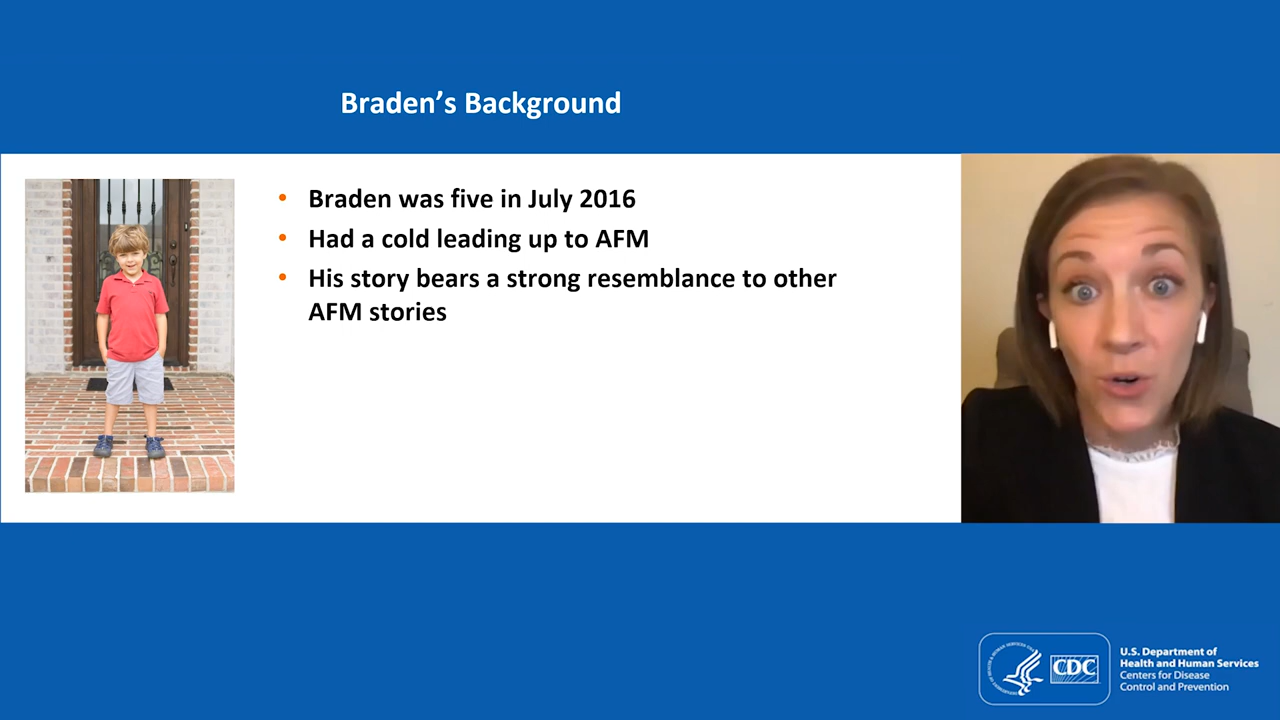 Braden’s Background
• Braden was five in July 2016
• Had a cold leading up to AFM
• His story bears a strong resemblance to other
AFM stories
CDC
U.S. Department of
Health and Human Services
Centers for Disease
Control and Prevention